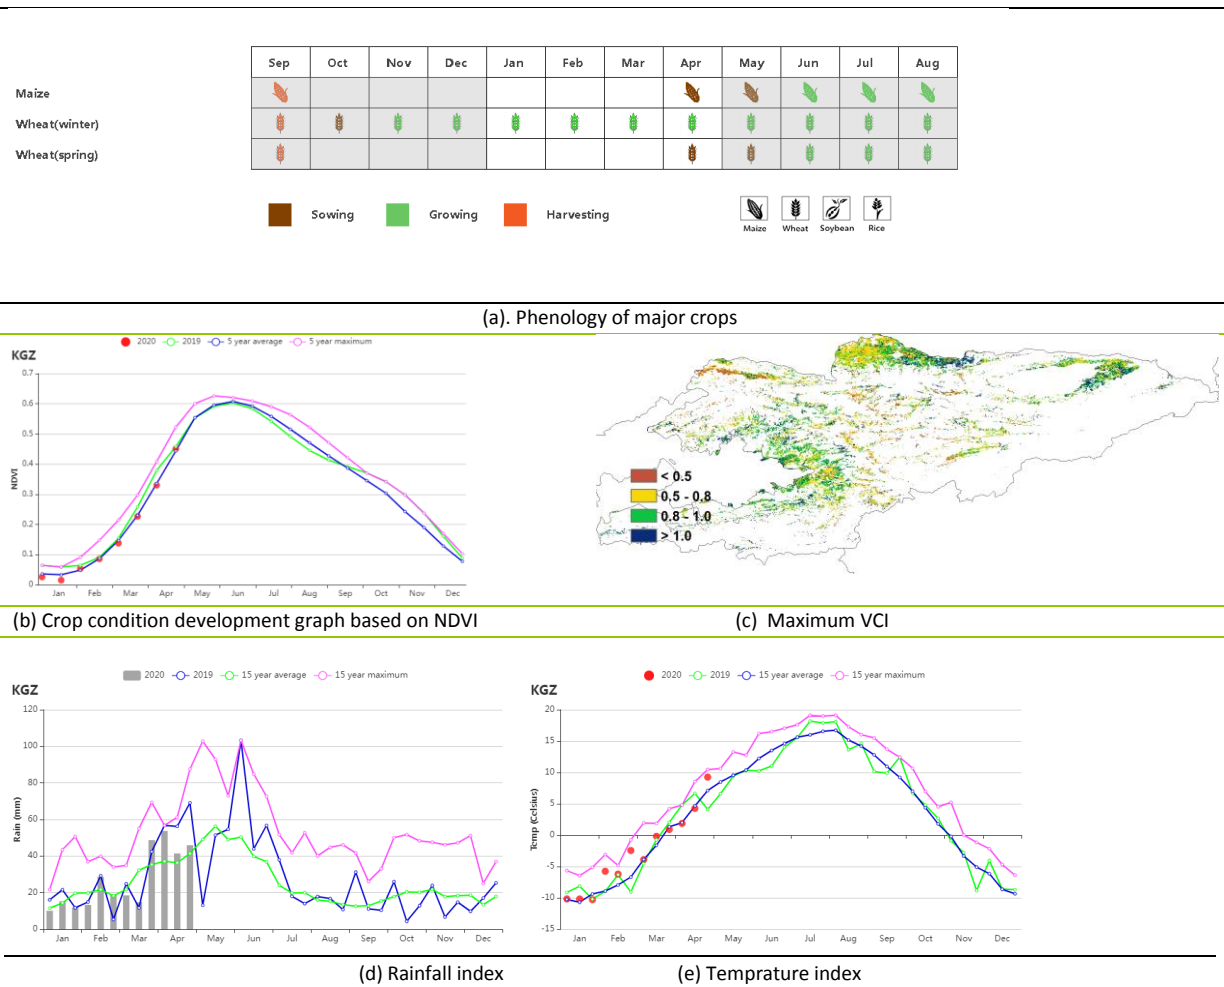 Sep Oct Nov Dec Jan Feb Mar Apr May Jun Jul Aug
Maize
Wheat(winter)
Wheat(spring)
Sowing Growing Harvesting
Maize Wheat Soybean Rice
(a). Phenology of major crops
2020 2019 5 year average 5 year maximum
KGZ
0.7
0.6
0.5
0.4
0.3
0.2
0.1
0
NDVI
Jan Feb Mar Apr May Jun Jul Aug Sep Oct Nov Dec
< 0.5
0.5 - 0.8
0.8 - 1.0
> 1.0
(b) Crop condition development graph based on NDVI
(c) Maximum VCI
2020 2019 15 year average 15 year maximum
KGZ
120
100
80
60
40
20
0
Rain (mm)
Jan Feb Mar Apr May Jun Jul Aug Sep Oct Nov Dec
2020 2019 15 year average 15 year maximum
KGZ
20
15
10
5
0
-5
-10
-15
Temp (Celsius)
Jan Feb Mar Apr May Jun Jul Aug Sep Oct Nov Dec
(d) Rainfall index
(e) Temprature index